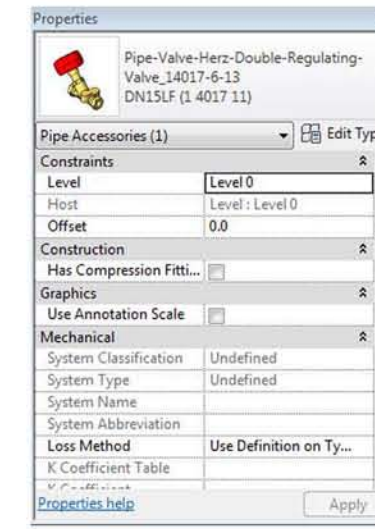 Properties
Pipe-Valve-Herz-Double-Regulating-
Valve_14017-6-13
DN15LF (1 4017 11)
Pipe Accessories (1) Edit Typ
Constraints
Level Level 0
Host Level : Level 0
Offset 0.0
Construction
Has Compression Fitti...
Graphics
Use Annotation Scale
Mechanical
System Classification Undefined
System Type Undefined
System Name
System Abbreviation
Loss Method Use Definition on Ty...
K Coefficient Table
Properties help Apply